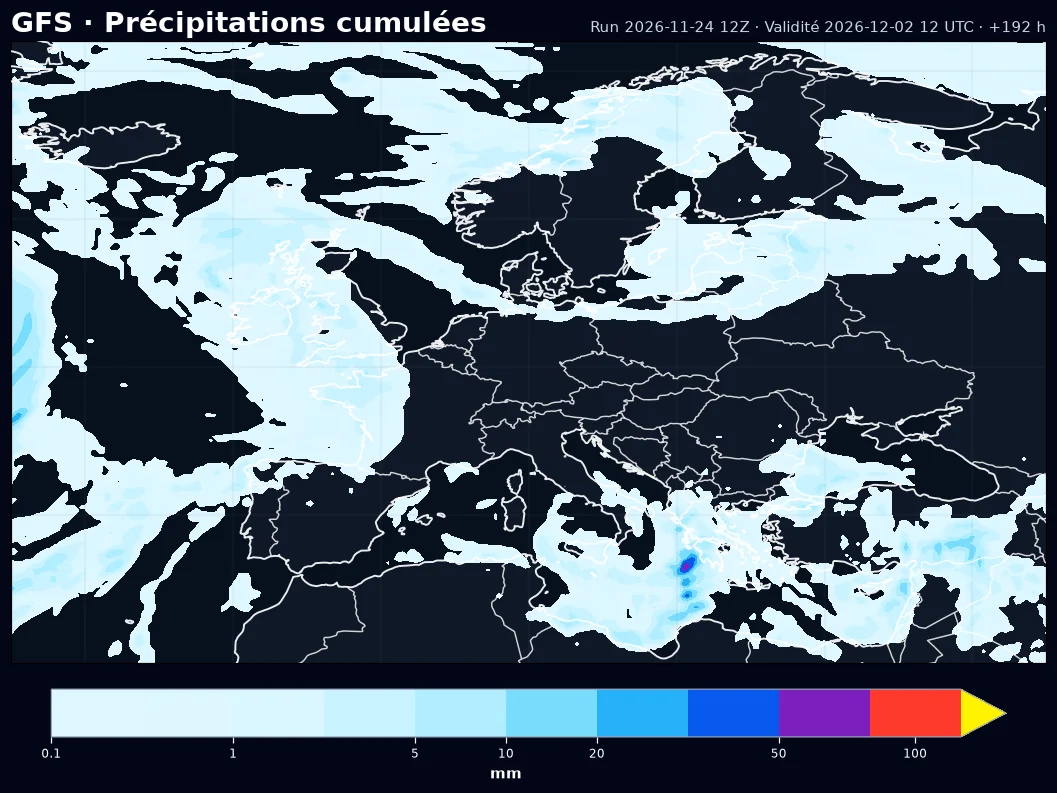 GFS · Précipitations cumulées
Run 2026-11-24 12Z · Validité 2026-12-02 12 UTC · +192 h
0.1 1 5 10 20 50 100
mm